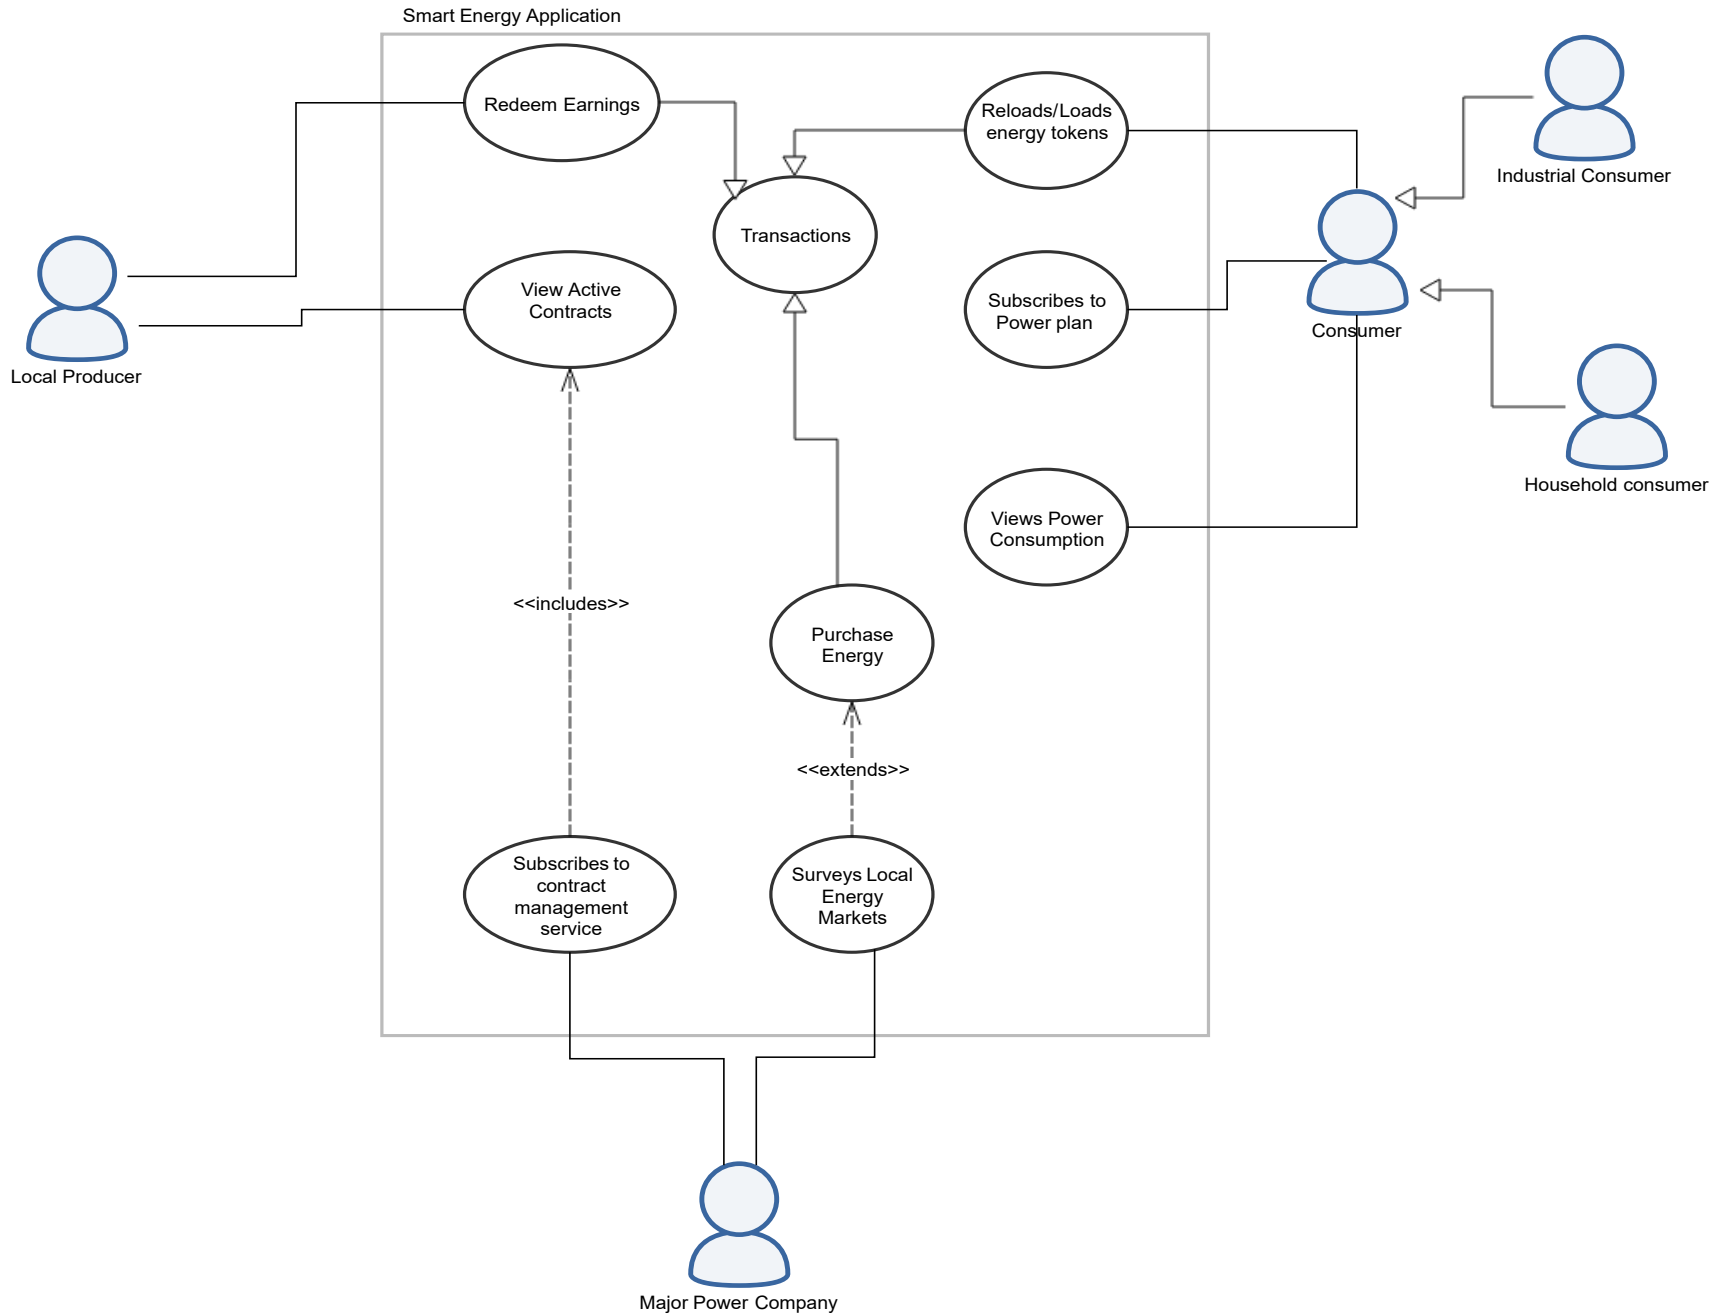 Smart Energy Application
Redeem Earnings
Reloads/Loads
energy tokens
Industrial Consumer
Transactions
View Active
Contracts
Subscribes to
Power plan
Consumer
Local Producer
Household consumer
Views Power
Consumption
<<includes>>
Purchase
Energy
<<extends>>
Subscribes to
contract
management
service
Surveys Local
Energy
Markets
Major Power Company